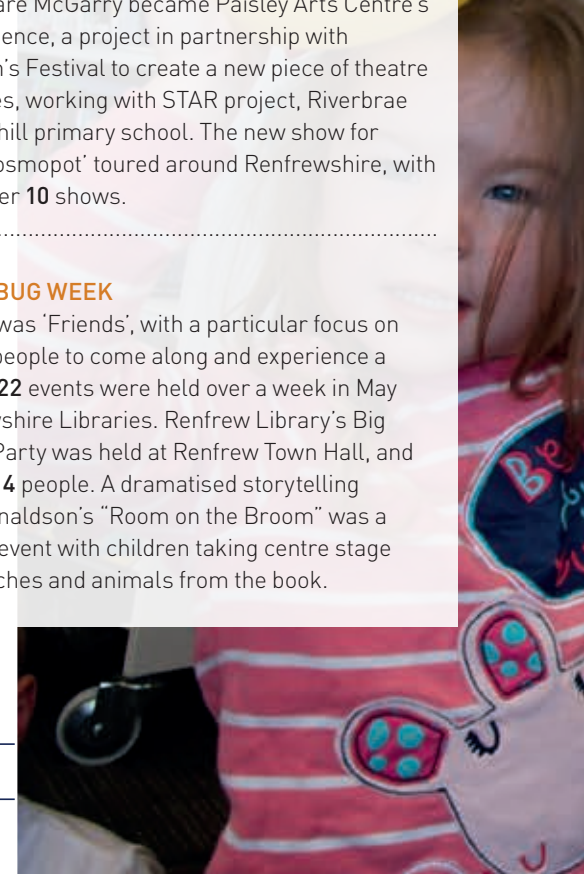 are McGarry became Paisley Arts Centre's
ence, a project in partnership with
n's Festival to create a new piece of theatre
es, working with STAR project, Riverbrae
hill primary school. The new show for
osmopot' toured around Renfrewshire, with
er 10 shows.
BUG WEEK
was 'Friends', with a particular focus on
people to come along and experience a
22 events were held over a week in May
shire Libraries. Renfrew Library's Big
Party was held at Renfrew Town Hall, and
4 people. A dramatised storytelling
naldson's “Room on the Broom” was a
event with children taking centre stage
ches and animals from the book.
Be